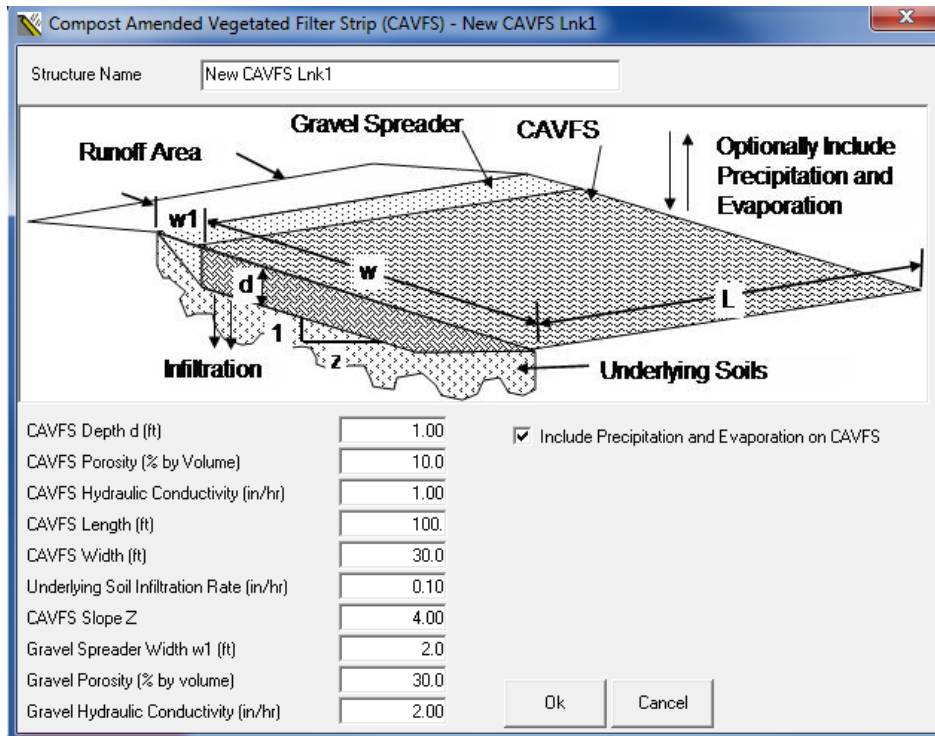 Compost Amended Vegetated Filter Strip (CAVFS) - New CAVFS Lnk1
x
Structure Name New CAVFS Lnk1
Gravel Spreader
CAVFS
Runoff Area
Optionally Include
Precipitation and
Evaporation
w1
w
d
L
1
z
Infiltration
Underlying Soils
CAVFS Depth d (ft) 1.00
Include Precipitation and Evaporation on CAVFS
CAVFS Porosity (% by Volume) 10.0
CAVFS Hydraulic Conductivity (in/hr) 1.00
CAVFS Length (ft) 100.
CAVFS Width (ft) 30.0
Underlying Soil Infiltration Rate (in/hr) 0.10
CAVFS Slope Z 4.00
Gravel Spreader Width w1 (ft) 2.0
Gravel Porosity (% by volume) 30.0
Gravel Hydraulic Conductivity (in/hr) 2.00
Ok
Cancel